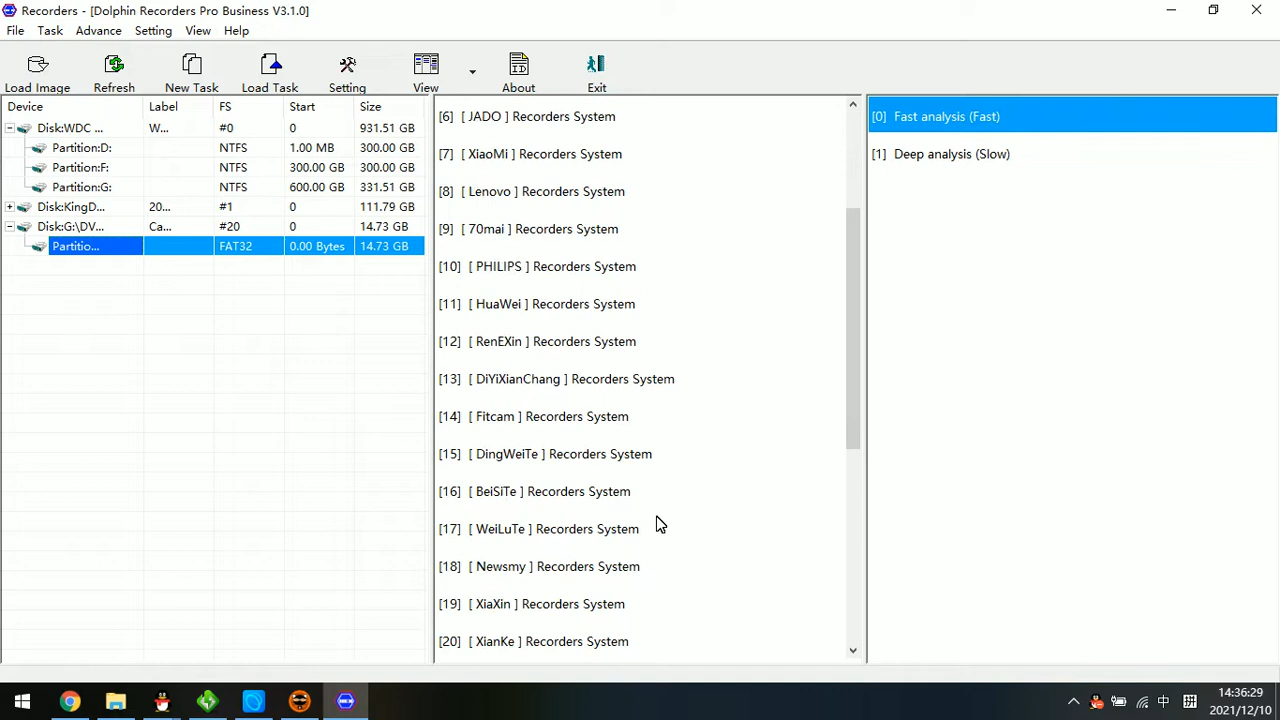 Recorders - [Dolphin Recorders Pro Business V3.1.0]
File Task Advance Setting View Help
Load Image Refresh New Task Load Task Setting View About Exit
Device Label FS Start Size
Disk:WDC ... W... #0 0 931.51 GB
Partition:D: NTFS 1.00 MB 300.00 GB
Partition:F: NTFS 300.00 GB 300.00 GB
Partition:G: NTFS 600.00 GB 331.51 GB
Disk:KingD... 20... #1 0 111.79 GB
Disk:G:\DV... Ca... #20 0 14.73 GB
Partitio... FAT32 0.00 Bytes 14.73 GB
[6] [ JADO ] Recorders System
[7] [ XiaoMi ] Recorders System
[8] [ Lenovo ] Recorders System
[9] [ 70mai ] Recorders System
[10] [ PHILIPS ] Recorders System
[11] [ HuaWei ] Recorders System
[12] [ RenEXin ] Recorders System
[13] [ DiYiXianChang ] Recorders System
[14] [ Fitcam ] Recorders System
[15] [ DingWeiTe ] Recorders System
[16] [ BeiSiTe ] Recorders System
[17] [ WeiLuTe ] Recorders System
[18] [ Newsmy ] Recorders System
[19] [ XiaXin ] Recorders System
[20] [ XianKe ] Recorders System
[0] Fast analysis (Fast)
[1] Deep analysis (Slow)
中 拼
14:36:29
2021/12/10